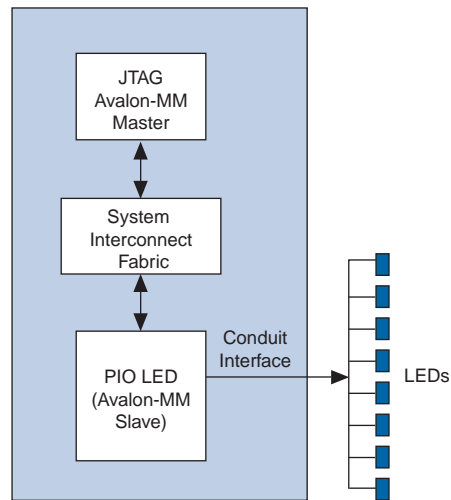 JTAG
Avalon-MM
Master
System
Interconnect
Fabric
Conduit
Interface
PIO LED
(Avalon-MM
Slave)
LEDs